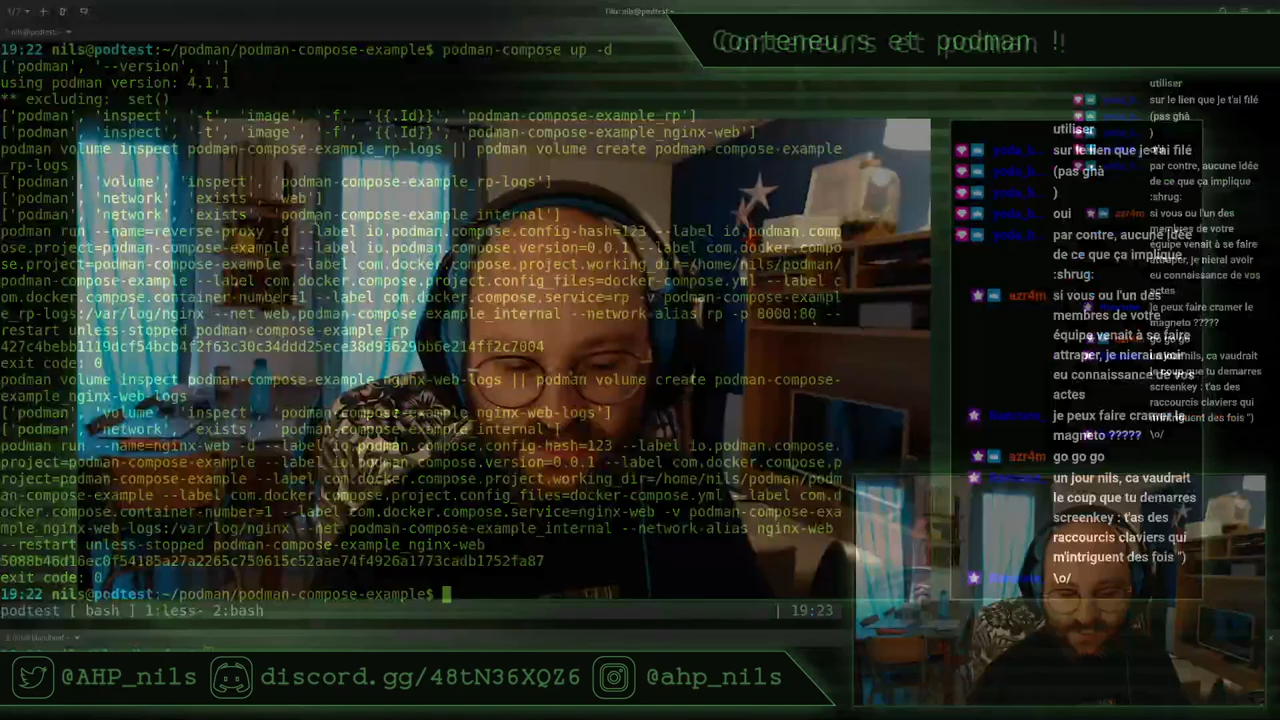 Conteneurs et podman !!
19:22 nils@podtest:~/podman/podman-compose-example$ podman-compose up -d
['podman', '--version', '']
using podman version: 4.1.1
** excluding:  set()
['podman', 'inspect', '-t', 'image', '-f', '{{.Id}}', 'podman-compose-example_rp']
['podman', 'inspect', '-t', 'image', '-f', '{{.Id}}', 'podman-compose-example_nginx-web']
podman volume inspect podman-compose-example_rp-logs || podman volume create podman-compose-example
_rp-logs
['podman', 'volume', 'inspect', 'podman-compose-example_rp-logs']
['podman', 'network', 'exists', 'web']
['podman', 'network', 'exists', 'podman-compose-example_internal']
podman run --name=reverse-proxy -d --label io.podman.compose.config-hash=123 --label io.podman.comp
ose.project=podman-compose-example --label io.podman.compose.version=0.0.1 --label com.docker.compo
se.project=podman-compose-example --label com.docker.compose.project.working_dir=/home/nils/podman/
podman-compose-example --label com.docker.compose.project.config_files=docker-compose.yml --label c
om.docker.compose.container-number=1 --label com.docker.compose.service=rp -v podman-compose-exampl
e_rp-logs:/var/log/nginx --net web,podman-compose-example_internal --network-alias rp -p 8000:80 --
restart unless-stopped podman-compose-example_rp
exit code: 0
podman volume inspect podman-compose-example_nginx-web-logs || podman volume create podman-compose-
example_nginx-web-logs
['podman', 'volume', 'inspect', 'podman-compose-example_nginx-web-logs']
['podman', 'network', 'exists', 'podman-compose-example_internal']
podman run --name=nginx-web -d --label io.podman.compose.config-hash=123 --label io.podman.compose.
project=podman-compose-example --label io.podman.compose.version=0.0.1 --label com.docker.compose.p
roject=podman-compose-example --label com.docker.compose.project.working_dir=/home/nils/podman/podm
an-compose-example --label com.docker.compose.project.config_files=docker-compose.yml --label com.d
ocker.compose.container-number=1 --label com.docker.compose.service=nginx-web -v podman-compose-exa
mple_nginx-web-logs:/var/log/nginx --net podman-compose-example_internal --network-alias nginx-web
--restart unless-stopped podman-compose-example_nginx-web
5088b46d16ec0f54185a27a2265c750615c52aae74f4926a1773cadb1752fa87
exit code: 0
19:22 nils@podtest:~/podman/podman-compose-example$
podtest [ bash ] 1:less- 2:bash | 19:23
utiliser
sur le lien que je t'ai filé
(pas ghà
)
oui
par contre, aucune idée
de ce que ça implique
:shrug:
azr4m si vous ou l'un des
membres de votre
équipe venait à se faire
attraper, je nierai avoir
eu connaissance de vos
actes
je peux faire cramer le
magneto ?????
azr4m go go go
un jour nils, ca vaudrait
le coup que tu demarres
screenkey : t'as des
raccourcis claviers qui
m'intriguent des fois ")
\o/
@AHP_nils discord.gg/48tN36XQZ6 @ahp_nils